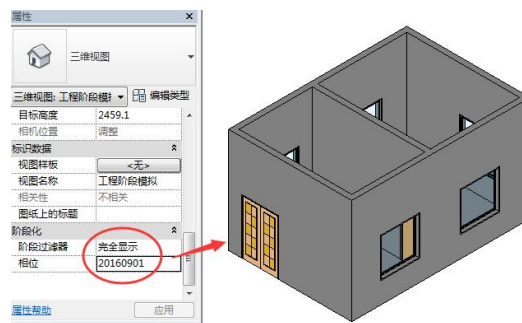 属性
三维视图
三维视图: 工程阶段模拟 编辑类型
目标高度 2459.1
相机位置 调整
标识数据
视图样板 <无>
视图名称 工程阶段模拟
相关性 不相关
图纸上的标题
阶段化
阶段过滤器 完全显示
相位 20160901
属性帮助 应用